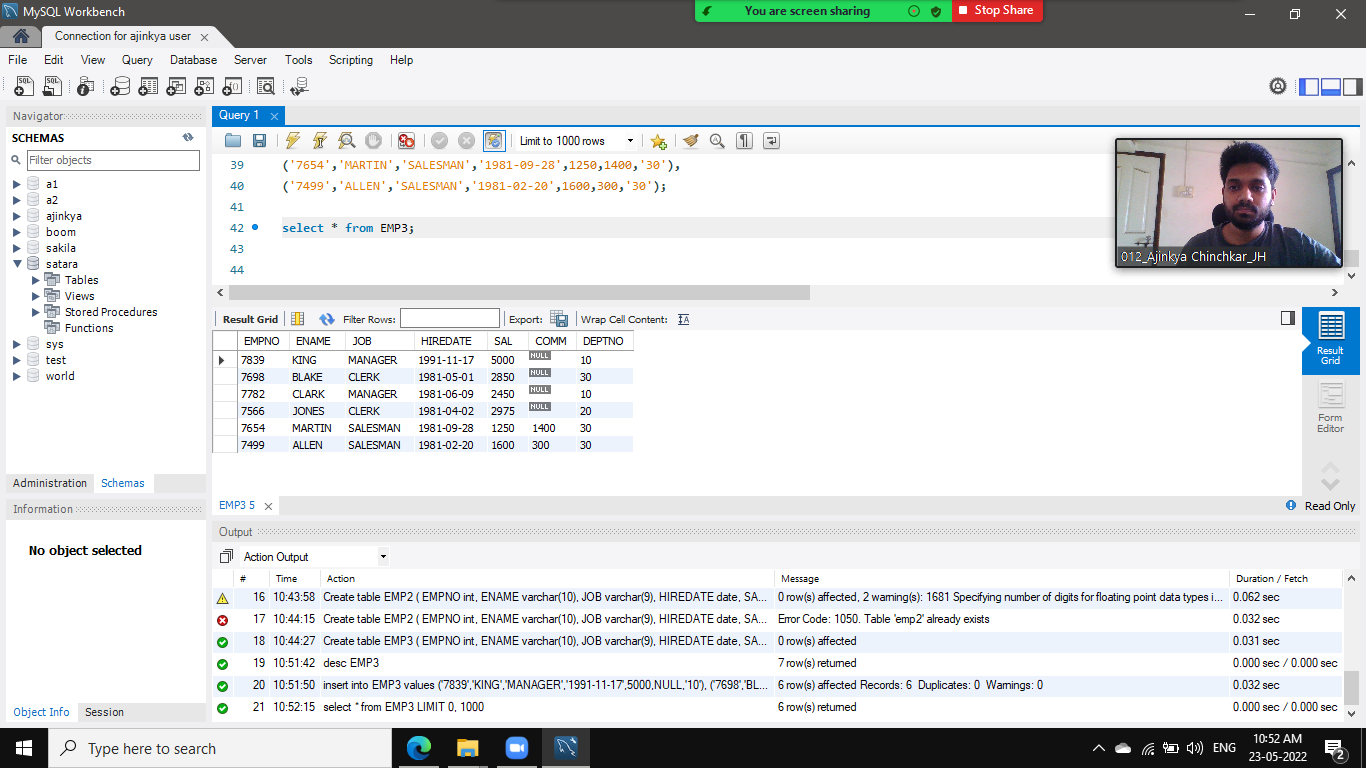 MySQL Workbench
You are screen sharing
Stop Share
Connection for ajinkya user
File Edit View Query Database Server Tools Scripting Help
Navigator
SCHEMAS
Filter objects
a1
a2
ajinkya
boom
sakila
satara
Tables
Views
Stored Procedures
Functions
sys
test
world
Administration Schemas
Information
No object selected
Object Info Session
Query 1
Limit to 1000 rows
39 ('7654','MARTIN','SALESMAN','1981-09-28',1250,1400,'30'),
40 ('7499','ALLEN','SALESMAN','1981-02-20',1600,300,'30');
41
42 select * from EMP3;
43
44
012_Ajinkya Chinchkar_JH
Result Grid Filter Rows: Export: Wrap Cell Content:
EMPNO ENAME JOB HIREDATE SAL COMM DEPTNO
7839 KING MANAGER 1991-11-17 5000 NULL 10
7698 BLAKE CLERK 1981-05-01 2850 NULL 30
7782 CLARK MANAGER 1981-06-09 2450 NULL 10
7566 JONES CLERK 1981-04-02 2975 NULL 20
7654 MARTIN SALESMAN 1981-09-28 1250 1400 30
7499 ALLEN SALESMAN 1981-02-20 1600 300 30
Result
Grid
Form
Editor
EMP3 5
Read Only
Output
Action Output
# Time Action Message Duration / Fetch
16 10:43:58 Create table EMP2 ( EMPNO int, ENAME varchar(10), JOB varchar(9), HIREDATE date, SA... 0 row(s) affected, 2 warning(s): 1681 Specifying number of digits for floating point data types i... 0.062 sec
17 10:44:15 Create table EMP2 ( EMPNO int, ENAME varchar(10), JOB varchar(9), HIREDATE date, SA... Error Code: 1050. Table 'emp2' already exists 0.032 sec
18 10:44:27 Create table EMP3 ( EMPNO int, ENAME varchar(10), JOB varchar(9), HIREDATE date, SA... 0 row(s) affected 0.031 sec
19 10:51:42 desc EMP3 7 row(s) returned 0.000 sec / 0.000 sec
20 10:51:50 insert into EMP3 values ('7839','KING','MANAGER','1991-11-17',5000,NULL,'10'), ('7698','BL... 6 row(s) affected Records: 6 Duplicates: 0 Warnings: 0 0.032 sec
21 10:52:15 select * from EMP3 LIMIT 0, 1000 6 row(s) returned 0.000 sec / 0.000 sec
Type here to search
ENG
10:52 AM
23-05-2022
2